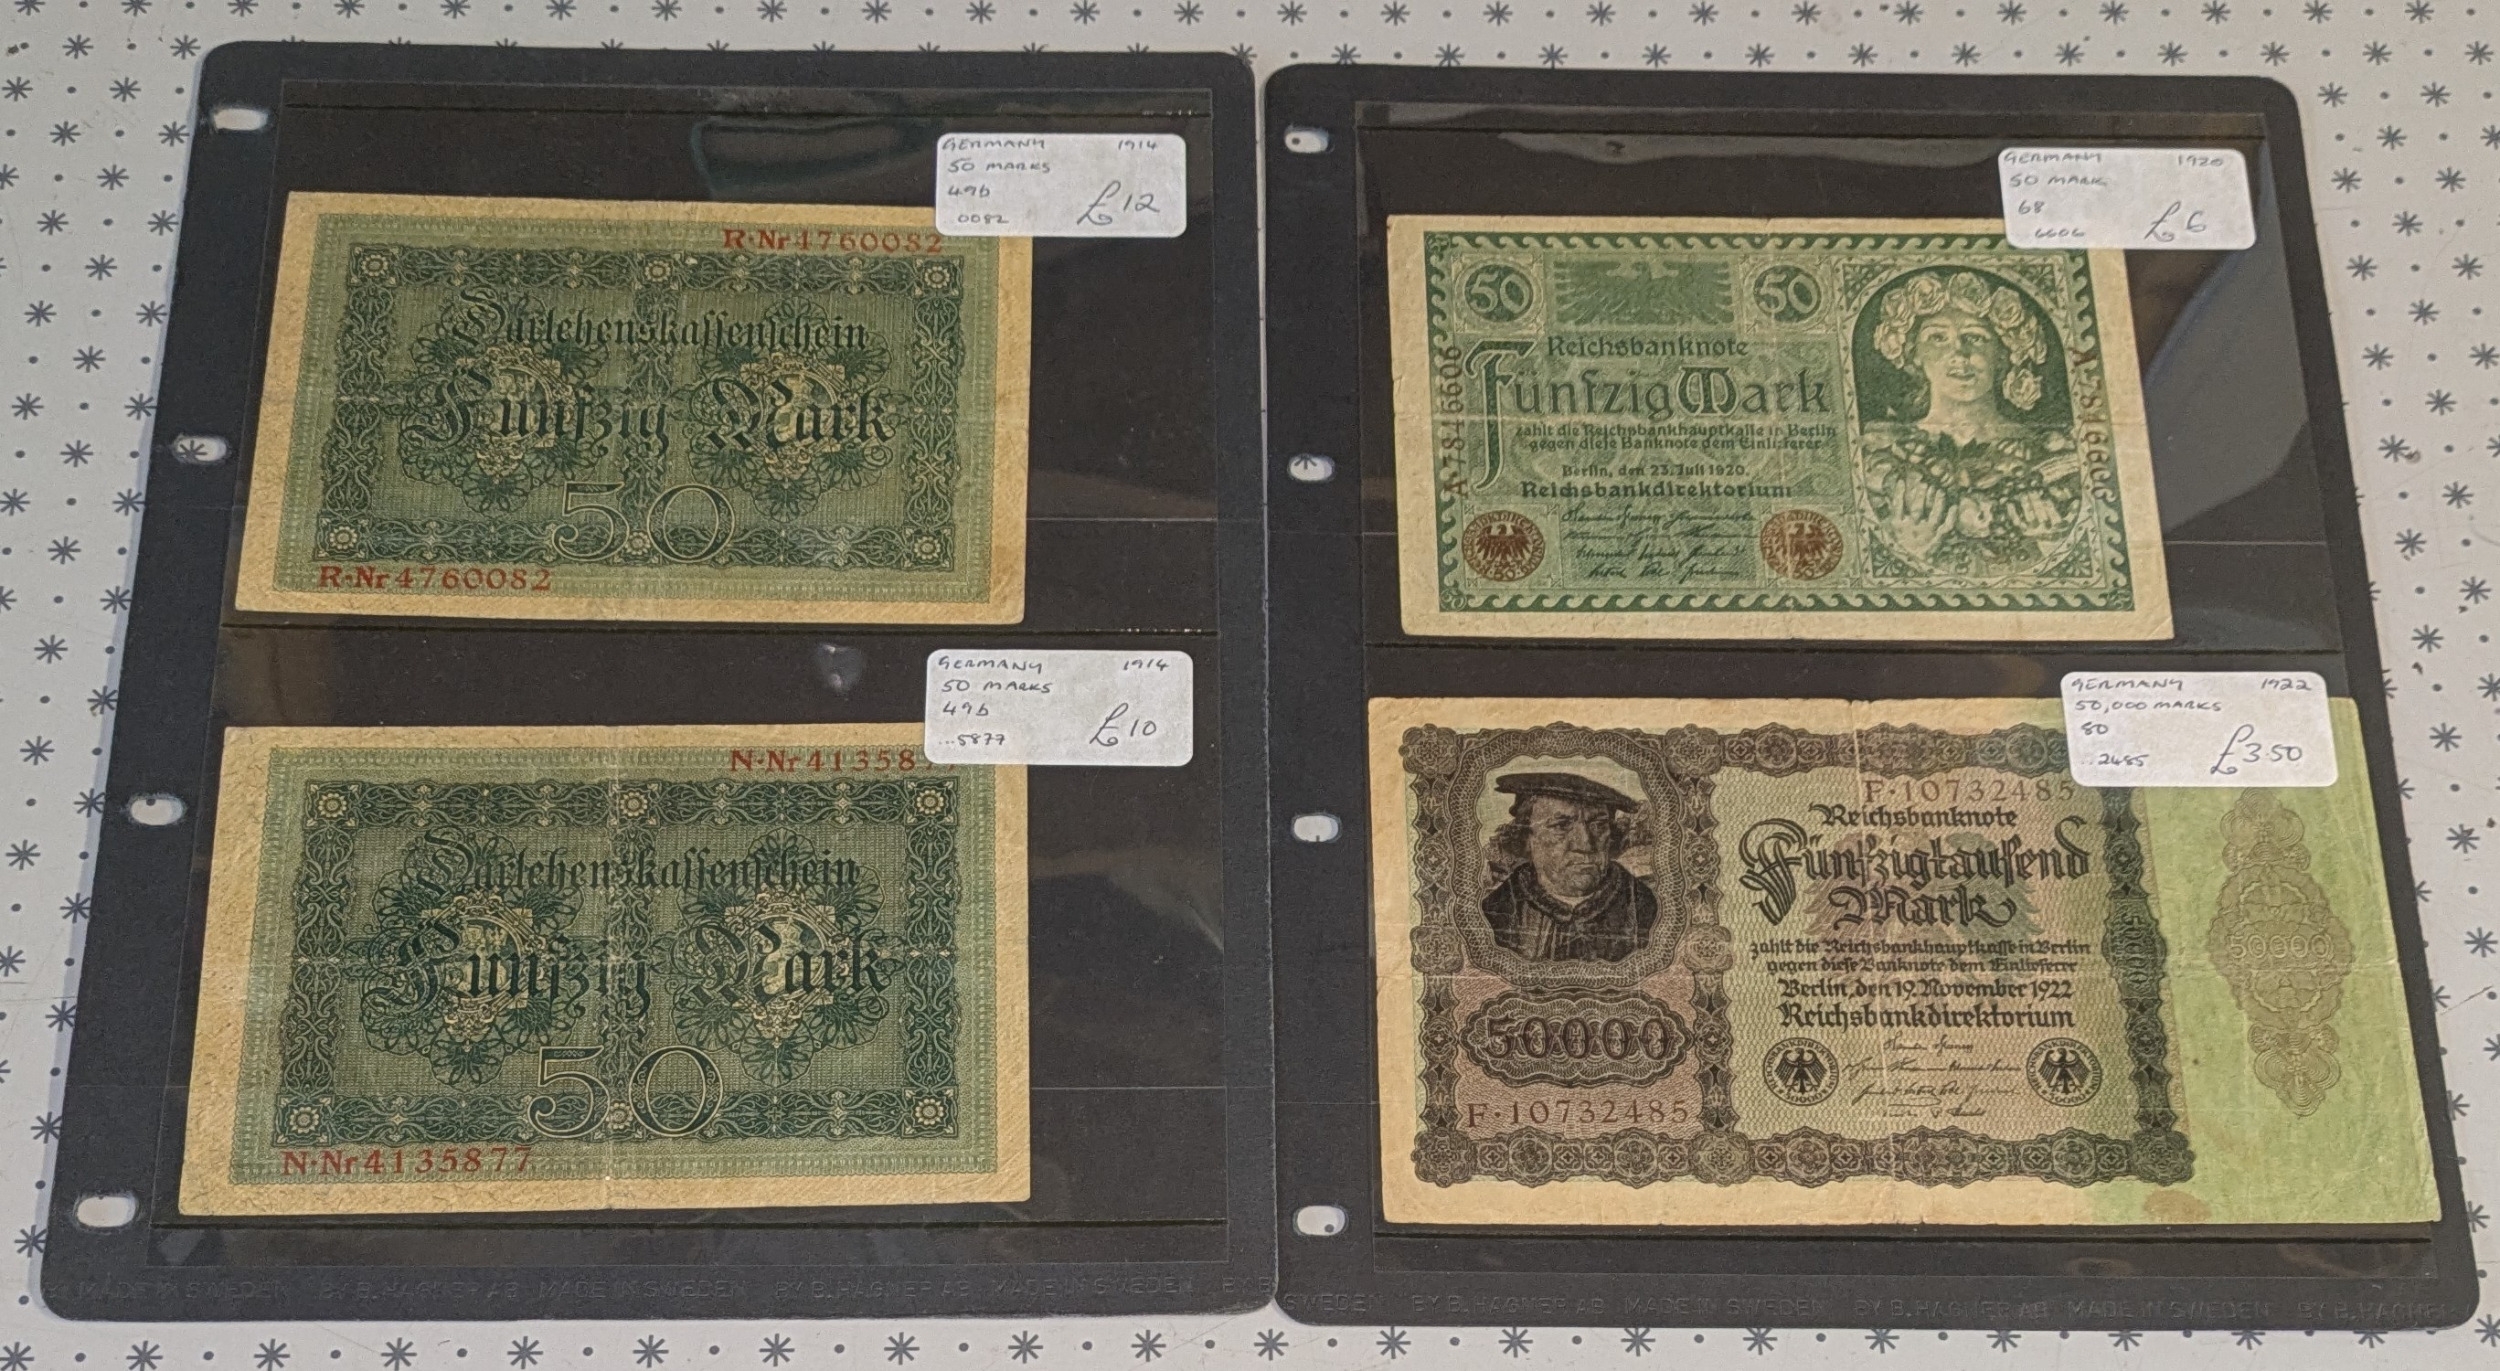 GERMANY 1914
50 MARKS
49b
0082 £12
R·Nr 4760082
Darlehenskassenschein
Fünfzig Mark
50
R·Nr 4760082
GERMANY 1914
50 MARKS
49b
...5877 £10
N·Nr 41358
Darlehenskassenschein
Fünfzig Mark
50
N·Nr 4135877
MADE IN SWEDEN BY B. HAGNER AB MADE IN SWEDEN BY B. HAGNER AB MADE IN SWEDEN BY B
GERMANY 1920
50 MARK
68
6606 £6
50 50
Reichsbanknote
Fünfzig Mark
zahlt die Reichsbankhauptkasse in Berlin
gegen diese Banknote dem Einlieferer
Berlin, den 23. Juli 1920.
Reichsbankdirektorium
A·7846606
A·7846606
GERMANY 1922
50,000 MARKS
80
..2485 £3.50
F·10732485
Reichsbanknote
Fünfzigtausend
Mark
zahlt die Reichsbankhauptkasse in Berlin
gegen diese Banknote dem Einlieferer
Berlin, den 19. November 1922
Reichsbankdirektorium
50000
50000
F·10732485
SWEDEN BY B. HAGNER AB MADE IN SWEDEN BY B. HAGNER AB MADE IN SWEDEN BY B. HAGNE